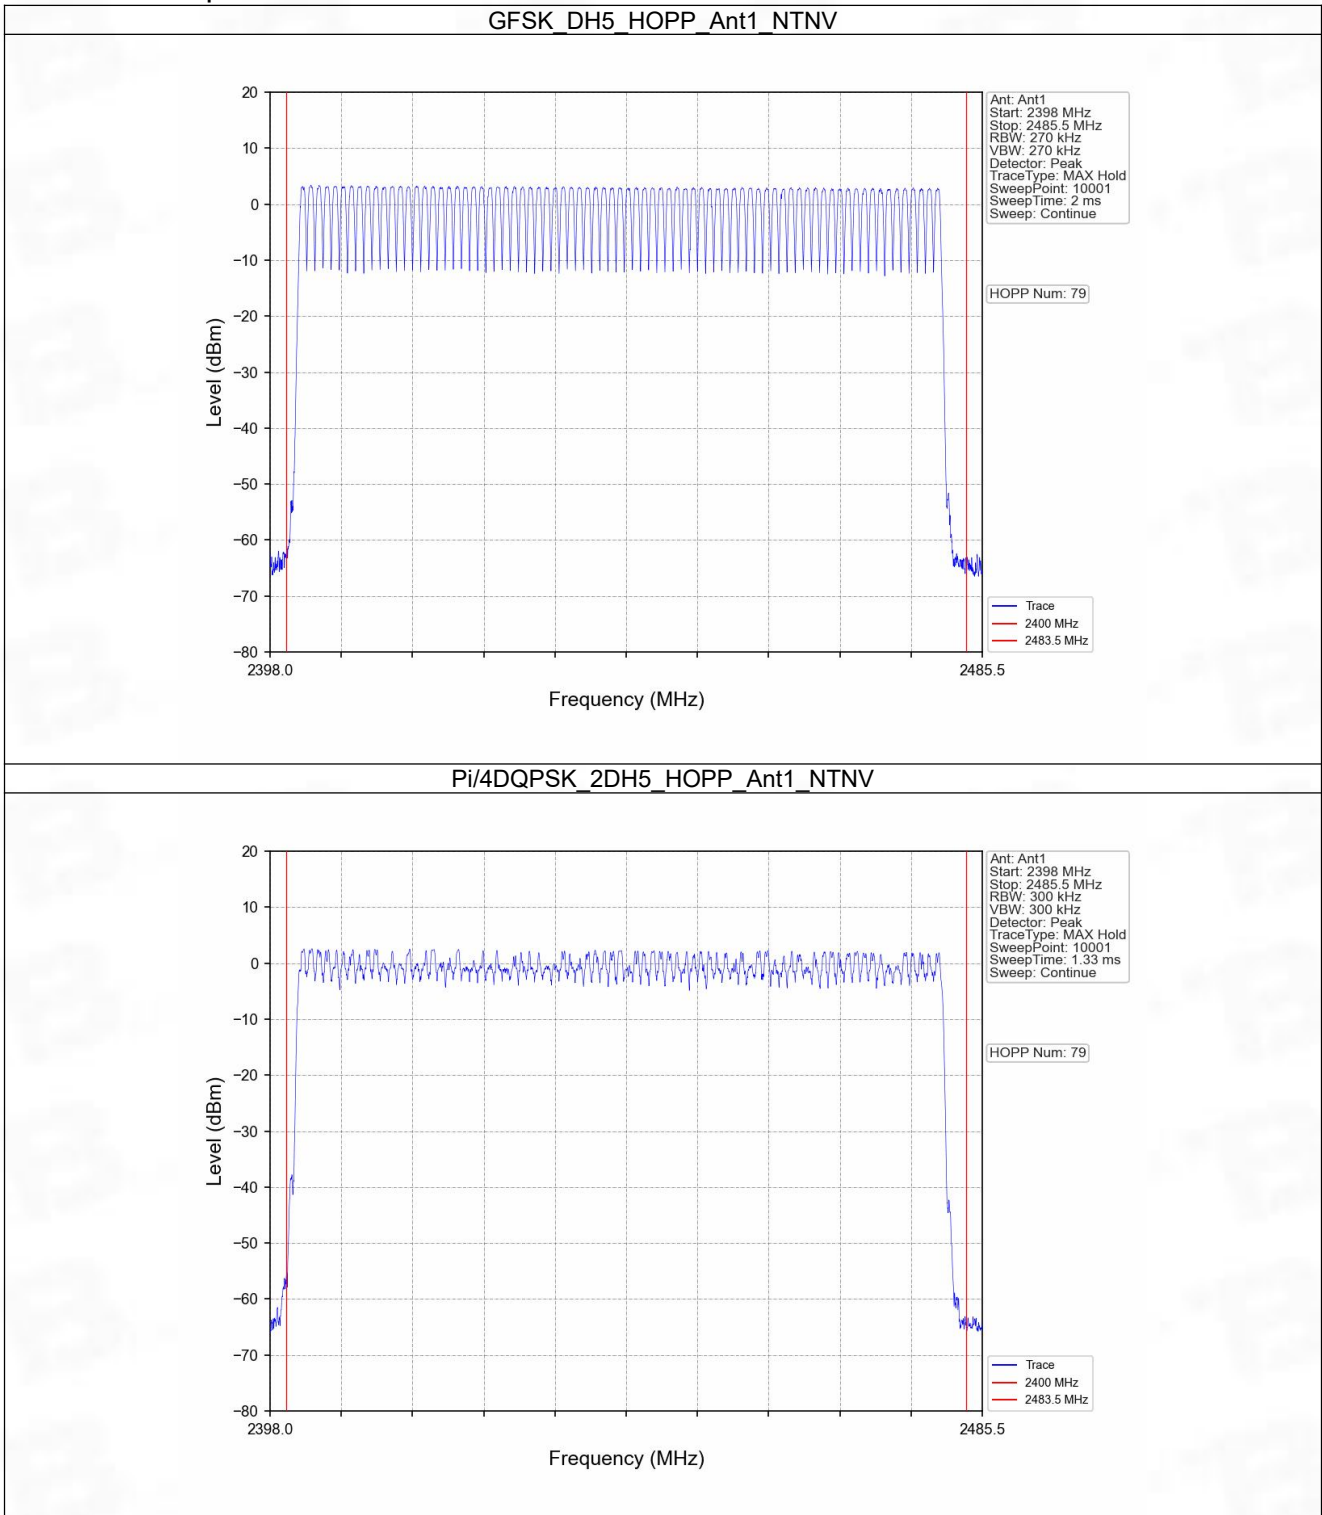 GFSK_DH5_HOPP_Ant1_NTNV
20
10
0
−10
−20
−30
−40
−50
−60
−70
−80
Level (dBm)
2398.0
2485.5
Frequency (MHz)
Ant: Ant1
Start: 2398 MHz
Stop: 2485.5 MHz
RBW: 270 kHz
VBW: 270 kHz
Detector: Peak
TraceType: MAX Hold
SweepPoint: 10001
SweepTime: 2 ms
Sweep: Continue
HOPP Num: 79
Trace
2400 MHz
2483.5 MHz
Pi/4DQPSK_2DH5_HOPP_Ant1_NTNV
20
10
0
−10
−20
−30
−40
−50
−60
−70
−80
Level (dBm)
2398.0
2485.5
Frequency (MHz)
Ant: Ant1
Start: 2398 MHz
Stop: 2485.5 MHz
RBW: 300 kHz
VBW: 300 kHz
Detector: Peak
TraceType: MAX Hold
SweepPoint: 10001
SweepTime: 1.33 ms
Sweep: Continue
HOPP Num: 79
Trace
2400 MHz
2483.5 MHz